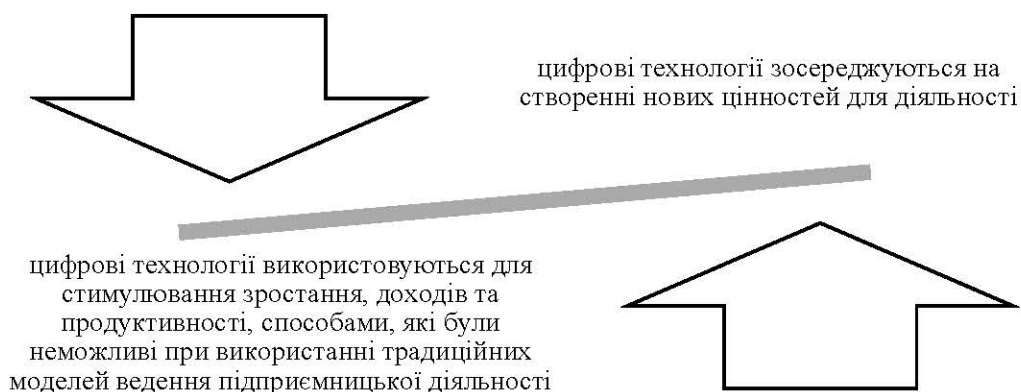 цифрові технології зосереджуються на
створенні нових цінностей для діяльності
цифрові технології використовуються для
стимулювання зростання, доходів та
продуктивності, способами, які були
неможливі при використанні традиційних
моделей ведення підприємницької діяльності